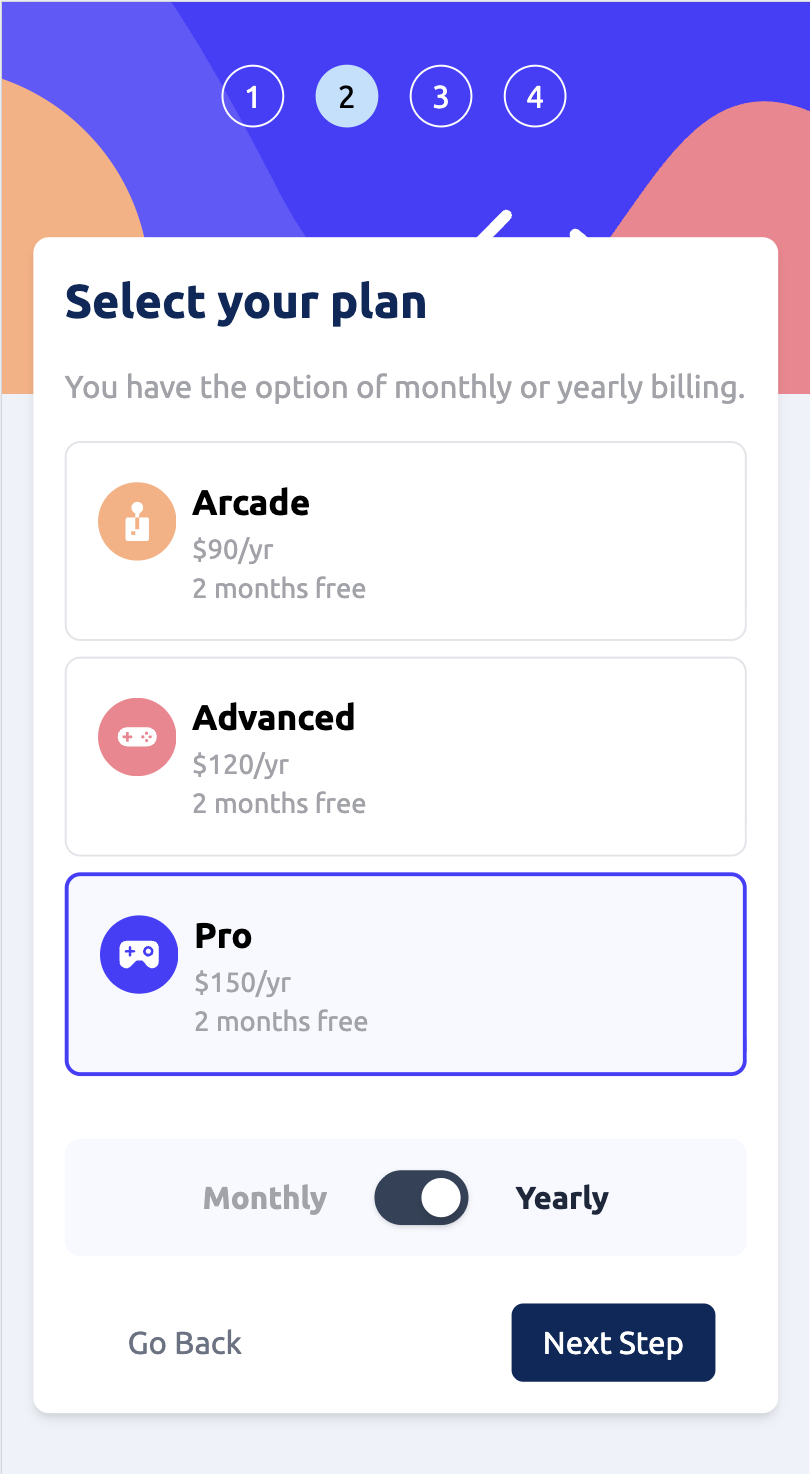 1 2 3 4
Select your plan
You have the option of monthly or yearly billing.
Arcade
$90/yr
2 months free
Advanced
$120/yr
2 months free
Pro
$150/yr
2 months free
Monthly Yearly
Go Back Next Step